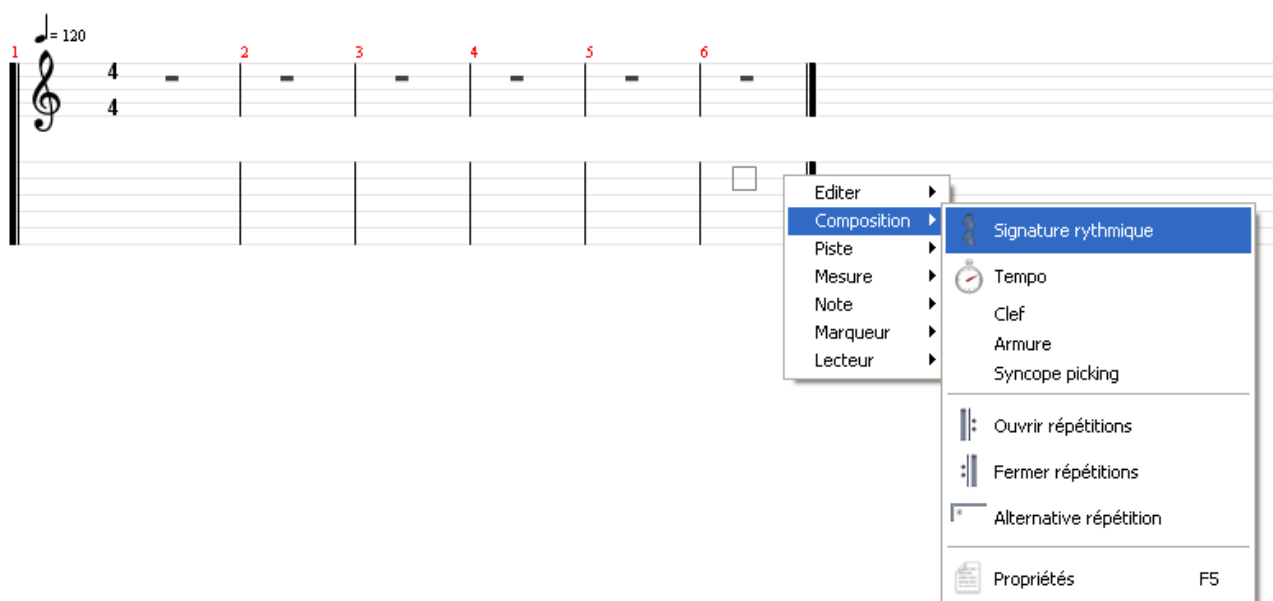 = 120
1 2 3 4 5 6
4
4
Editer
Composition
Piste
Mesure
Note
Marqueur
Lecteur
Signature rythmique
Tempo
Clef
Armure
Syncope picking
Ouvrir répétitions
Fermer répétitions
Alternative répétition
Propriétés F5